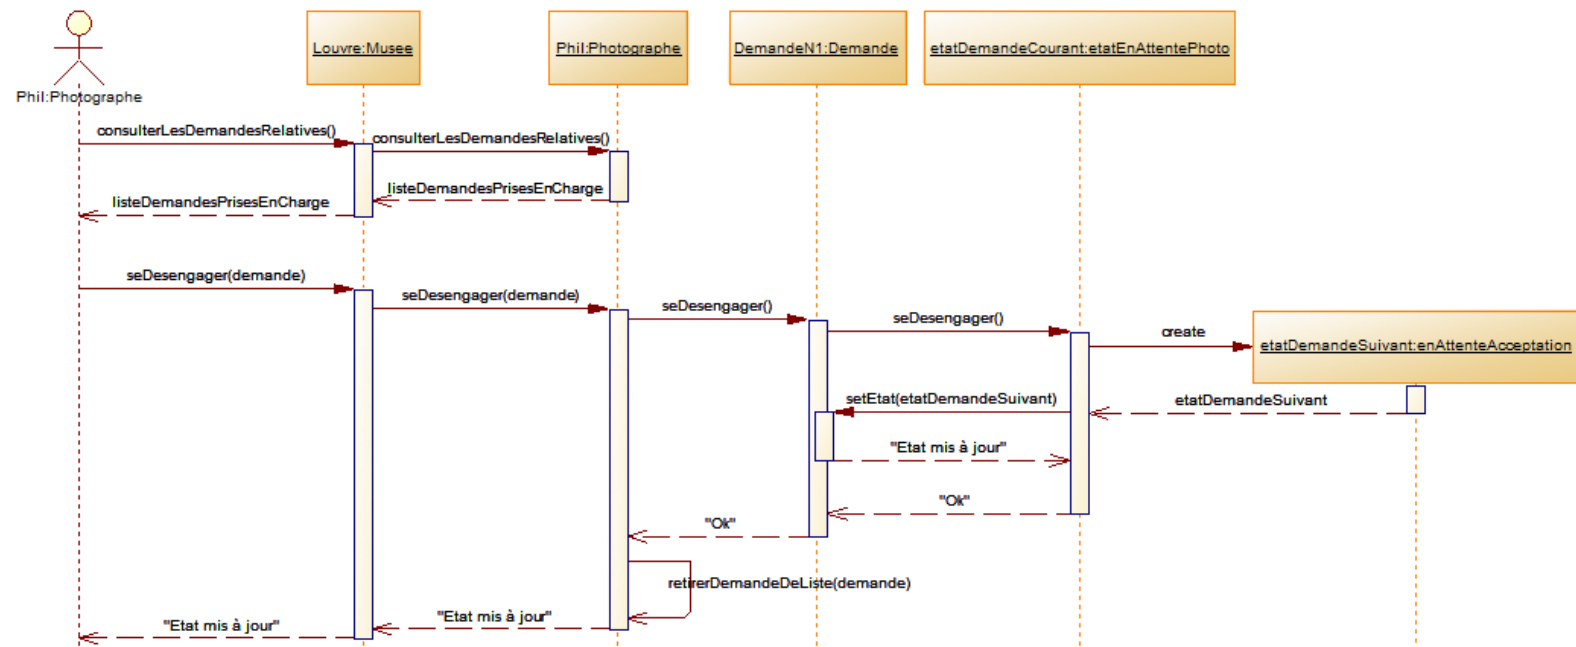 Louvre:Musee
Phil:Photographe
DemandeN1:Demande
etatDemandeCourant:etatEnAttentePhoto
Phil:Photographe
consulterLesDemandesRelatives()
consulterLesDemandesRelatives()
listeDemandesPrisesEnCharge
listeDemandesPrisesEnCharge
seDesengager(demande)
seDesengager(demande)
seDesengager()
seDesengager()
create
etatDemandeSuivant:enAttenteAcceptation
setEtat(etatDemandeSuivant)
etatDemandeSuivant
"Etat mis à jour"
"Ok"
"Ok"
retirerDemandeDeListe(demande)
"Etat mis à jour"
"Etat mis à jour"